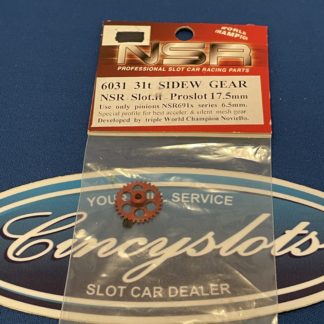 WORLD
CHAMPION
NSR
PROFESSIONAL SLOT CAR RACING PARTS
6031 31t SIDEW GEAR
NSR Slot.it Proslot 17.5mm
Use only pinions NSR691x series 6.5mm.
Special profile for best acceler. & silent mesh gear.
Developed by triple World Champion Noviello.
YOU SERVICE
Cincyslots
SLOT CAR DEALER